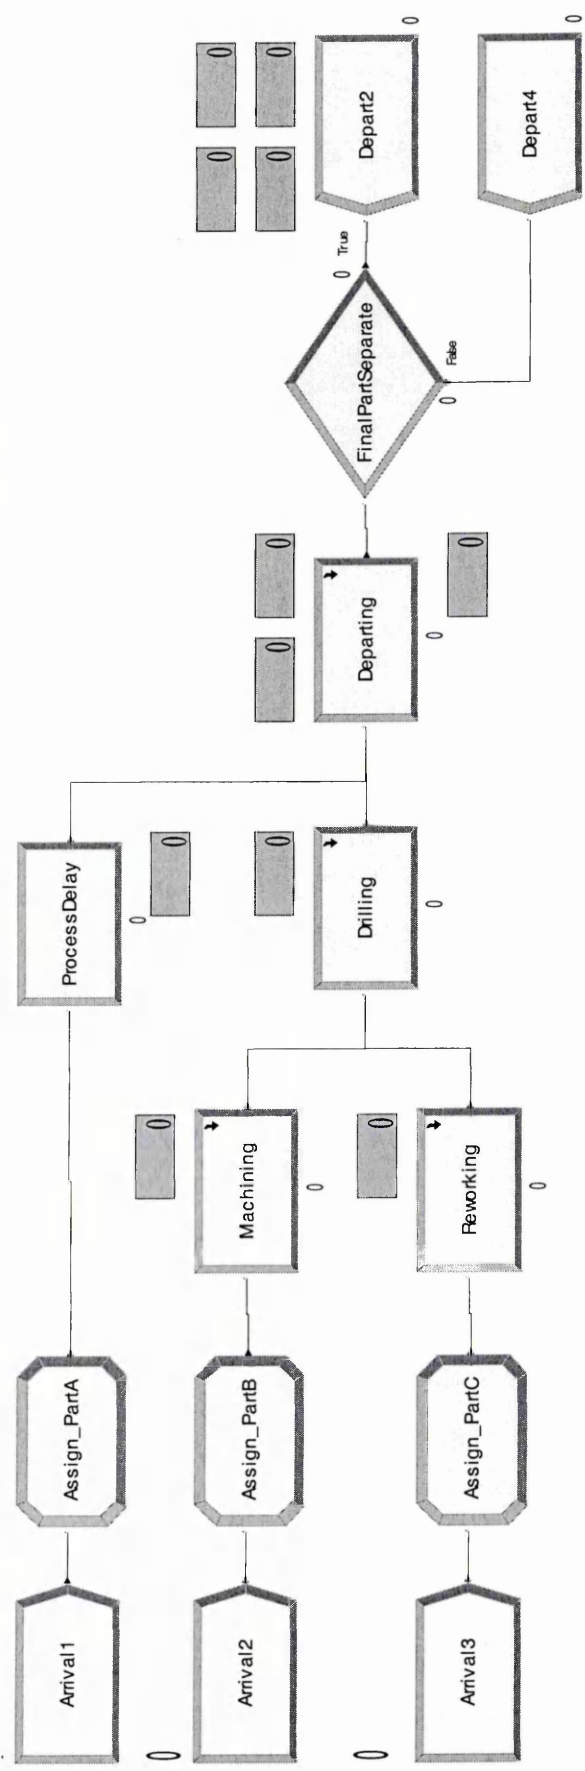 Arrival1
Assign_PartA
ProcessDelay
0
0
0
Arrival2
Assign_PartB
Machining
0
0
0
Arrival3
Assign_PartC
Reworking
0
0
Drilling
0
0
Departing
0
0
0
0
FinalPartSeparate
0
True
0
False
Depart2
0
0
0
0
0
Depart4
0